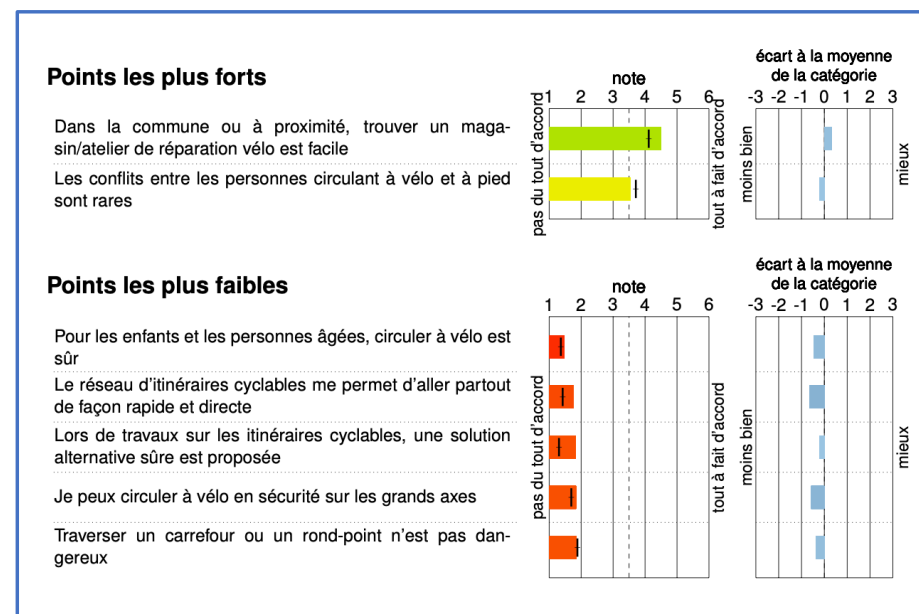 écart à la moyenne
de la catégorie
Points les plus forts
note
1 2 3 4 5 6
-3 -2 -1 0 1 2 3
Dans la commune ou à proximité, trouver un maga-
sin/atelier de réparation vélo est facile
Les conflits entre les personnes circulant à vélo et à pied
sont rares
pas du tout d'accord
tout à fait d'accord
moins bien
mieux
écart à la moyenne
de la catégorie
Points les plus faibles
note
1 2 3 4 5 6
-3 -2 -1 0 1 2 3
Pour les enfants et les personnes âgées, circuler à vélo est
sûr
Le réseau d'itinéraires cyclables me permet d'aller partout
de façon rapide et directe
Lors de travaux sur les itinéraires cyclables, une solution
alternative sûre est proposée
Je peux circuler à vélo en sécurité sur les grands axes
Traverser un carrefour ou un rond-point n'est pas dan-
gereux
pas du tout d'accord
tout à fait d'accord
moins bien
mieux